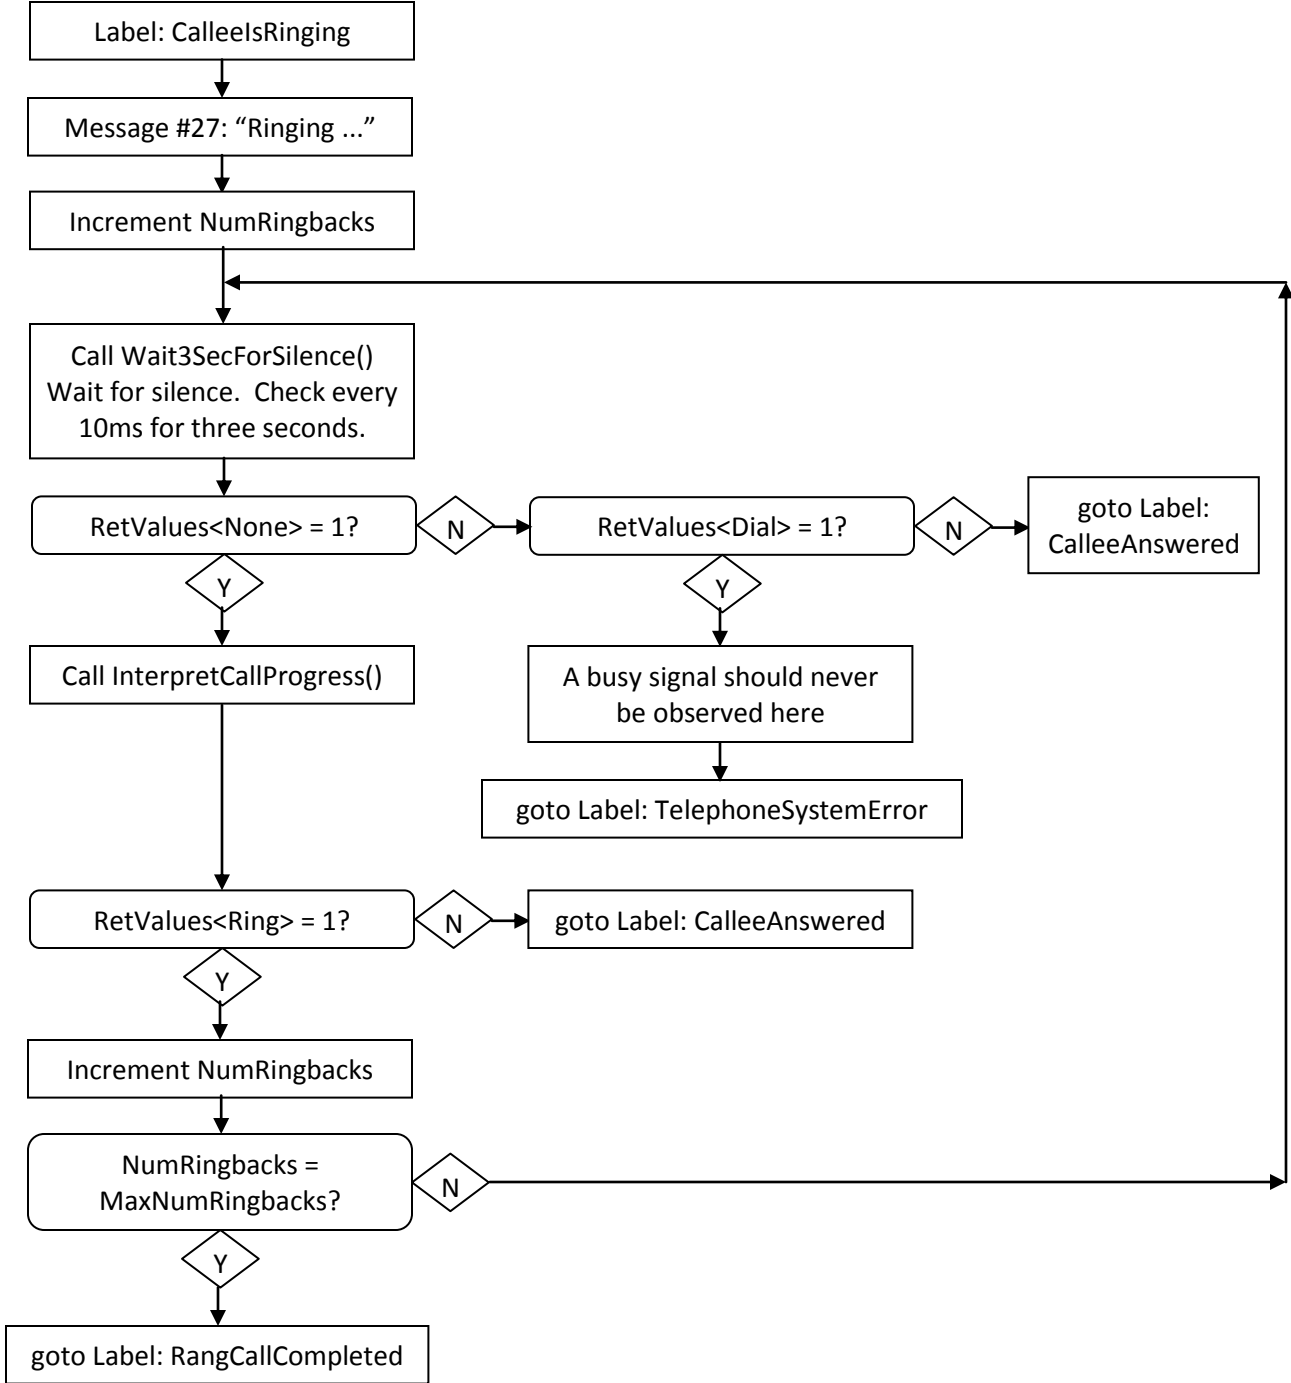 Label: CalleeIsRinging
Message #27: “Ringing ...”
Increment NumRingbacks
Call Wait3SecForSilence()
Wait for silence.  Check every
10ms for three seconds.
RetValues<None> = 1?
N
RetValues<Dial> = 1?
N
goto Label:
CalleeAnswered
Y
Y
Call InterpretCallProgress()
A busy signal should never
be observed here
goto Label: TelephoneSystemError
RetValues<Ring> = 1?
N
goto Label: CalleeAnswered
Y
Increment NumRingbacks
NumRingbacks =
MaxNumRingbacks?
N
Y
goto Label: RangCallCompleted